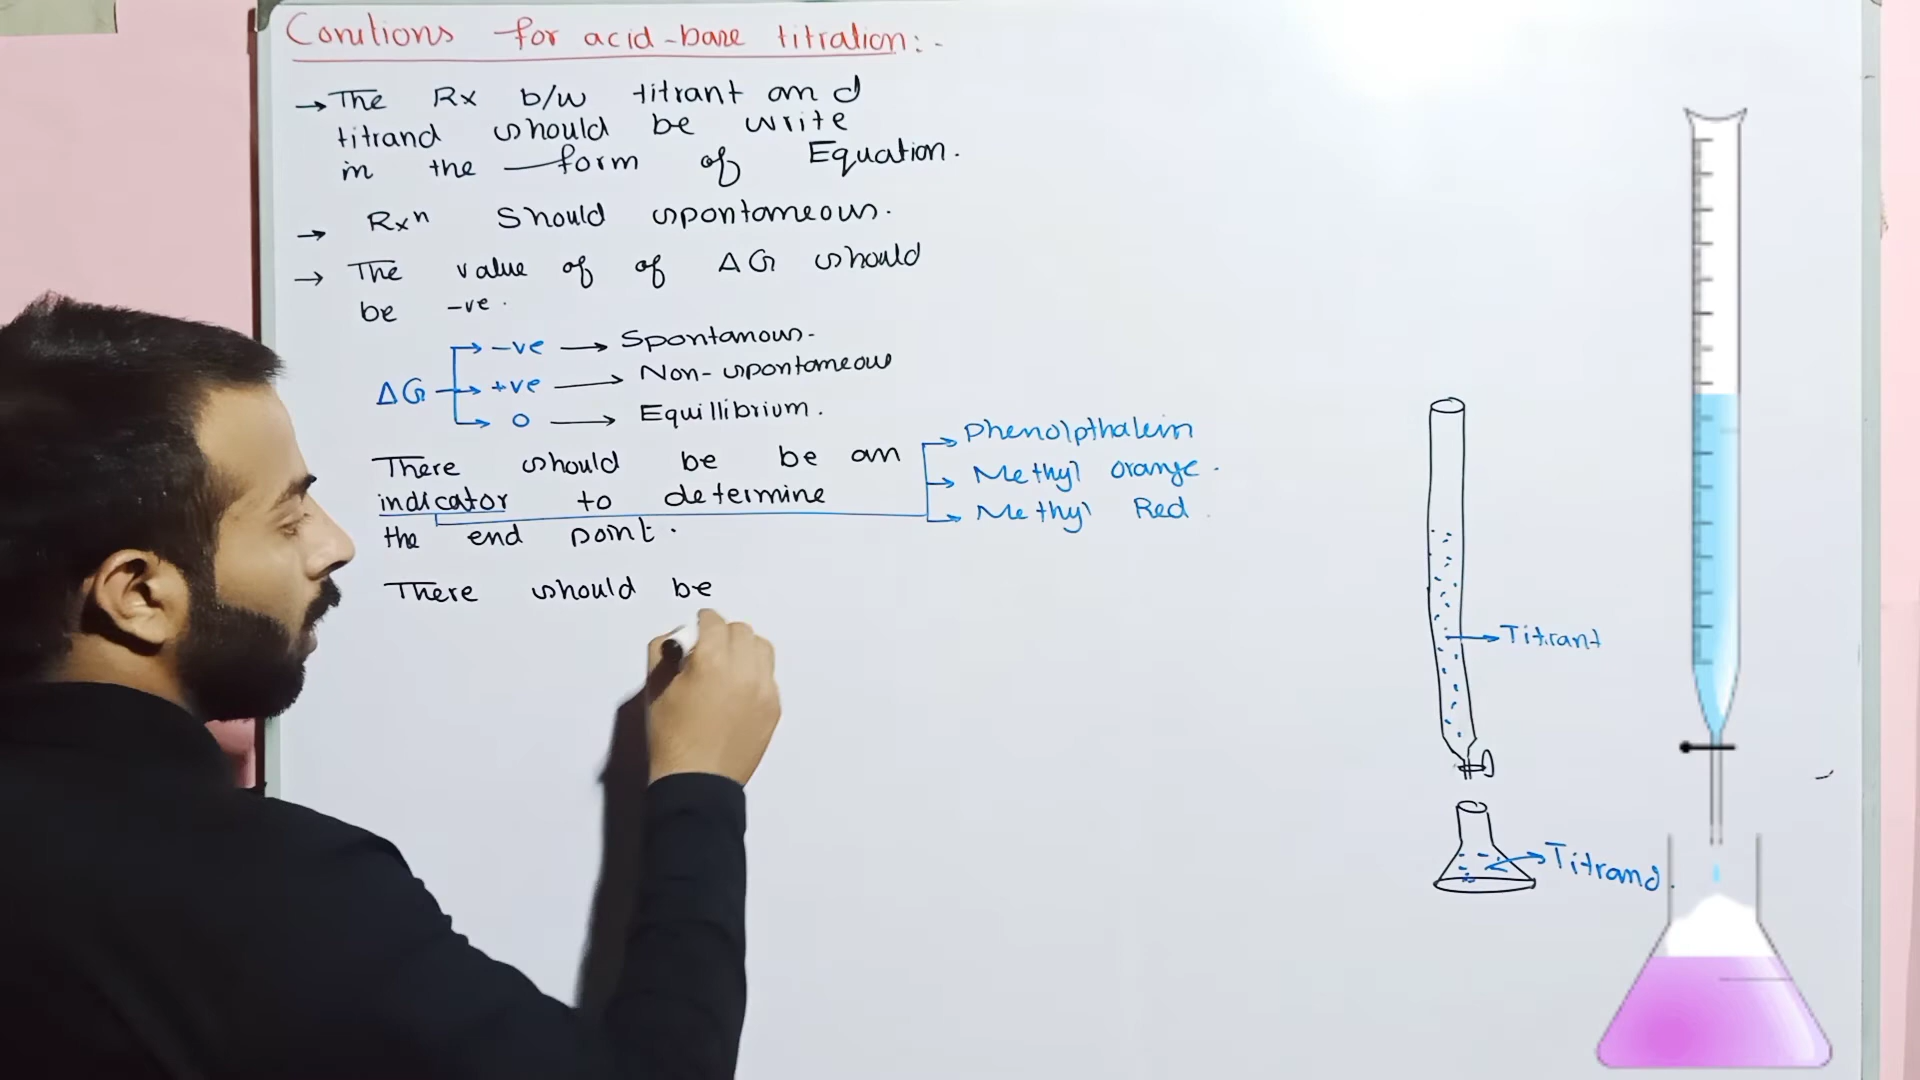 Conitions for acid-base titration:-
→ The Rx b/w titrant and
titrand should be write
in the form of Equation.
→ Rxn Should spontaneous.
→ The value of of ΔG should
be -ve.
ΔG → -ve → Spontanous.
→ +ve → Non-spontaneous
→ 0 → Equillibrium.
There should be be an
indicator to determine
the end point.
→ Phenolpthalein
→ Methyl orange.
→ Methyl Red.
There should be
→ Titrant
→ Titrand.